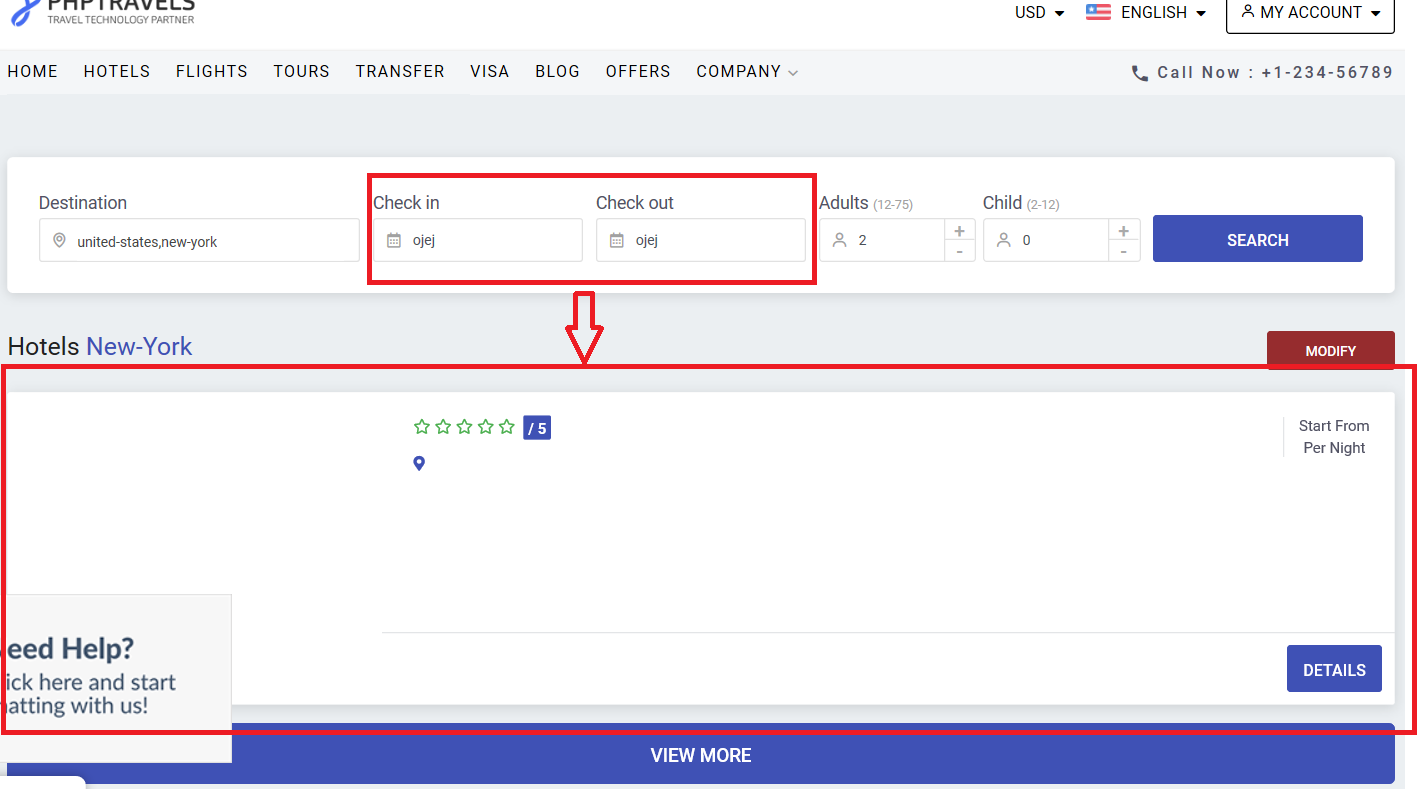 PHPTRAVELS
TRAVEL TECHNOLOGY PARTNER
USD ENGLISH MY ACCOUNT
HOME HOTELS FLIGHTS TOURS TRANSFER VISA BLOG OFFERS COMPANY Call Now : +1-234-56789
Destination Check in Check out Adults (12-75) Child (2-12)
united-states,new-york ojej ojej 2 + - 0 + - SEARCH
Hotels New-York MODIFY
/ 5 Start From
Per Night
eed Help?
ick here and start
atting with us!
DETAILS
VIEW MORE